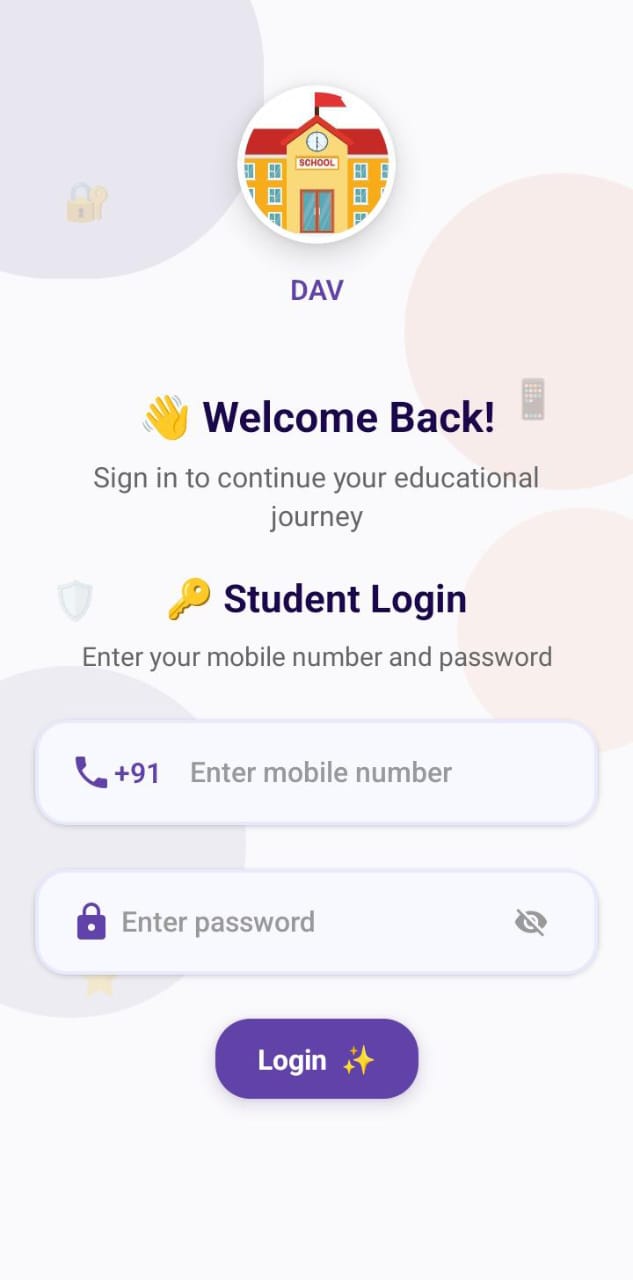 SCHOOL
DAV
👋 Welcome Back!
Sign in to continue your educational
journey
🔑 Student Login
Enter your mobile number and password
+91 Enter mobile number
Enter password
Login ✨